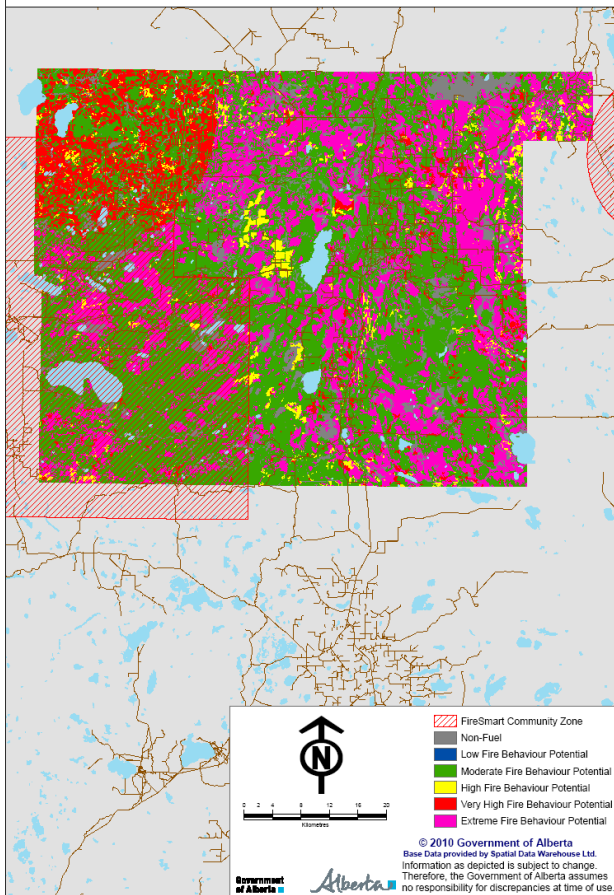 N
FireSmart Community Zone
Non-Fuel
Low Fire Behaviour Potential
Moderate Fire Behaviour Potential
High Fire Behaviour Potential
Very High Fire Behaviour Potential
Extreme Fire Behaviour Potential
0 2 4 8 12 16 20
Kilometres
© 2010 Government of Alberta
Base Data provided by Spatial Data Warehouse Ltd.
Information as depicted is subject to change.
Therefore, the Government of Alberta assumes
no responsibility for discrepancies at time of use.
Government
of Alberta
Alberta